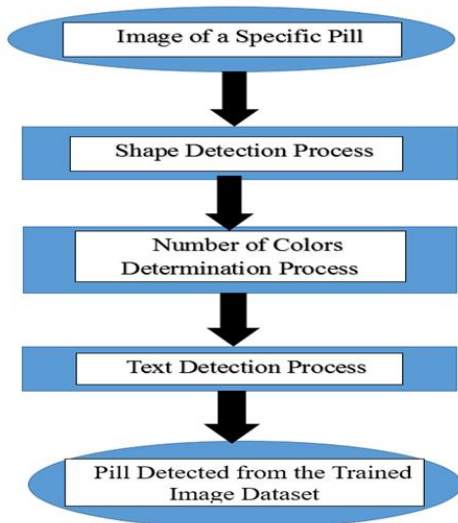 Image of a Specific Pill
Shape Detection Process
Number of Colors
Determination Process
Text Detection Process
Pill Detected from the Trained
Image Dataset